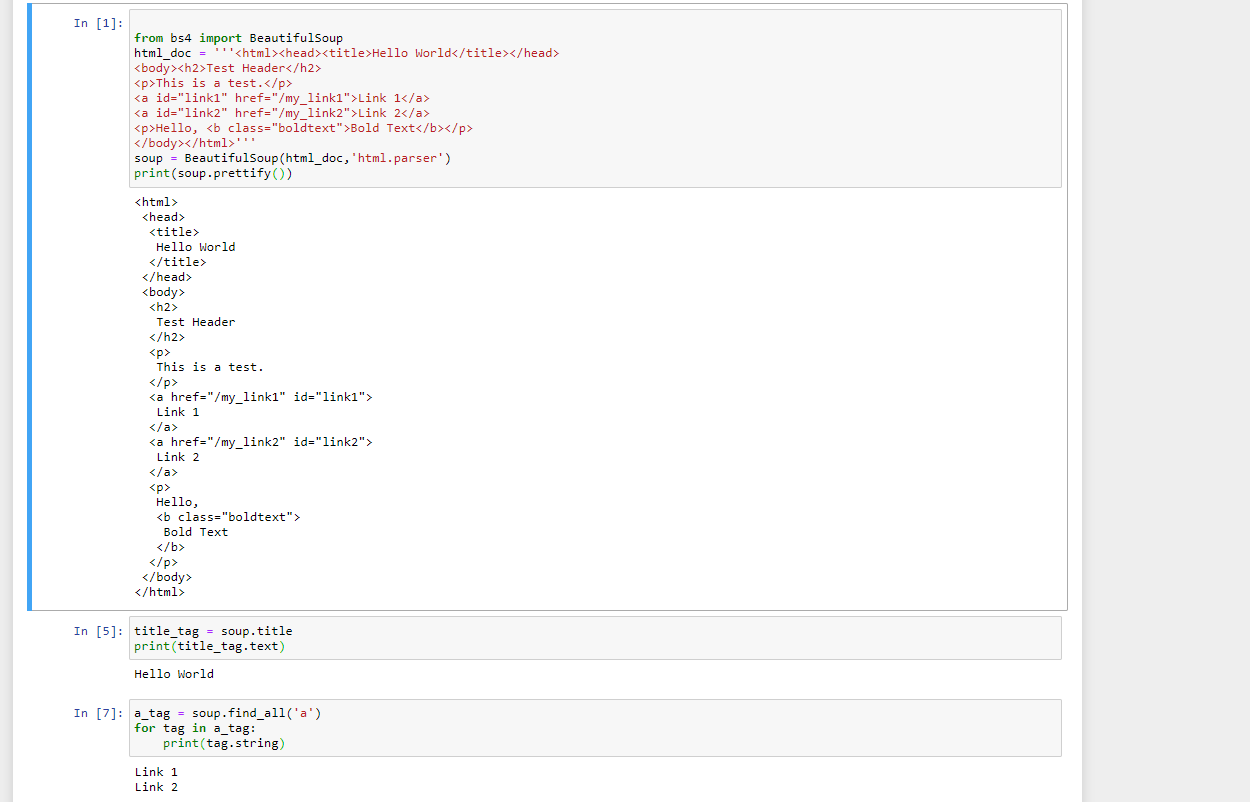 In [1]:
from bs4 import BeautifulSoup
html_doc = '''<html><head><title>Hello World</title></head>
<body><h2>Test Header</h2>
<p>This is a test.</p>
<a id="link1" href="/my_link1">Link 1</a>
<a id="link2" href="/my_link2">Link 2</a>
<p>Hello, <b class="boldtext">Bold Text</b></p>
</body></html>'''
soup = BeautifulSoup(html_doc,'html.parser')
print(soup.prettify())
<html>
 <head>
  <title>
   Hello World
  </title>
 </head>
 <body>
  <h2>
   Test Header
  </h2>
  <p>
   This is a test.
  </p>
  <a href="/my_link1" id="link1">
   Link 1
  </a>
  <a href="/my_link2" id="link2">
   Link 2
  </a>
  <p>
   Hello,
   <b class="boldtext">
    Bold Text
   </b>
  </p>
 </body>
</html>
In [5]: title_tag = soup.title
print(title_tag.text)
Hello World
In [7]: a_tag = soup.find_all('a')
for tag in a_tag:
    print(tag.string)
Link 1
Link 2